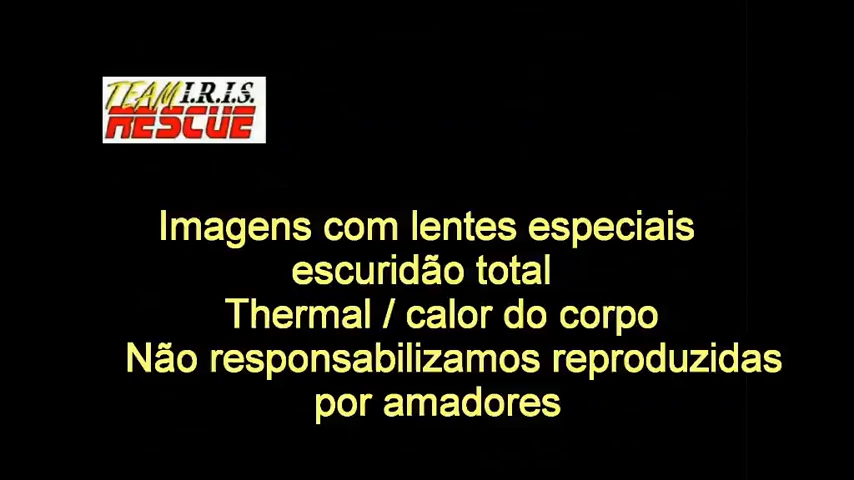 TEAM I.R.I.S.
RESCUE
Imagens com lentes especiais
escuridão total
Thermal / calor do corpo
Não responsabilizamos reproduzidas
por amadores